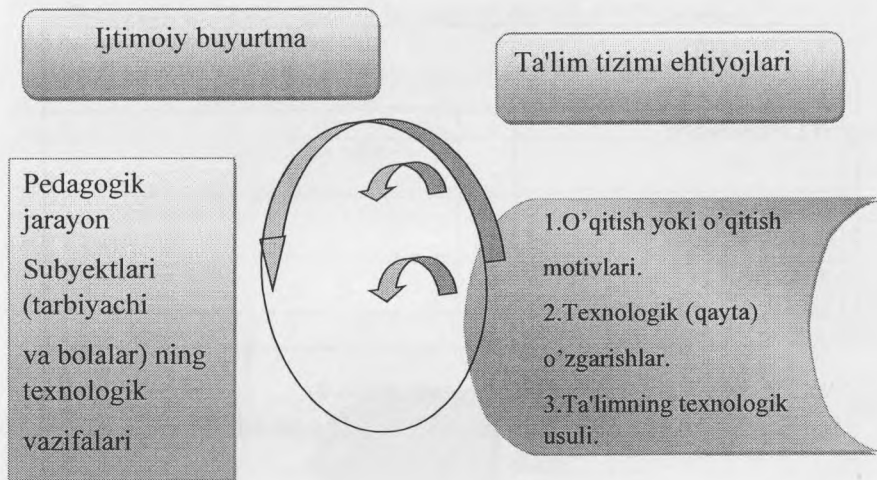 Ijtimoiy buyurtma
Ta'lim tizimi ehtiyojlari
Pedagogik
jarayon
Subyektlari
(tarbiyachi
va bolalar) ning
texnologik
vazifalari
1.O’qitish yoki o’qitish
motivlari.
2.Texnologik (qayta)
o’zgarishlar.
3.Ta'limning texnologik
usuli.